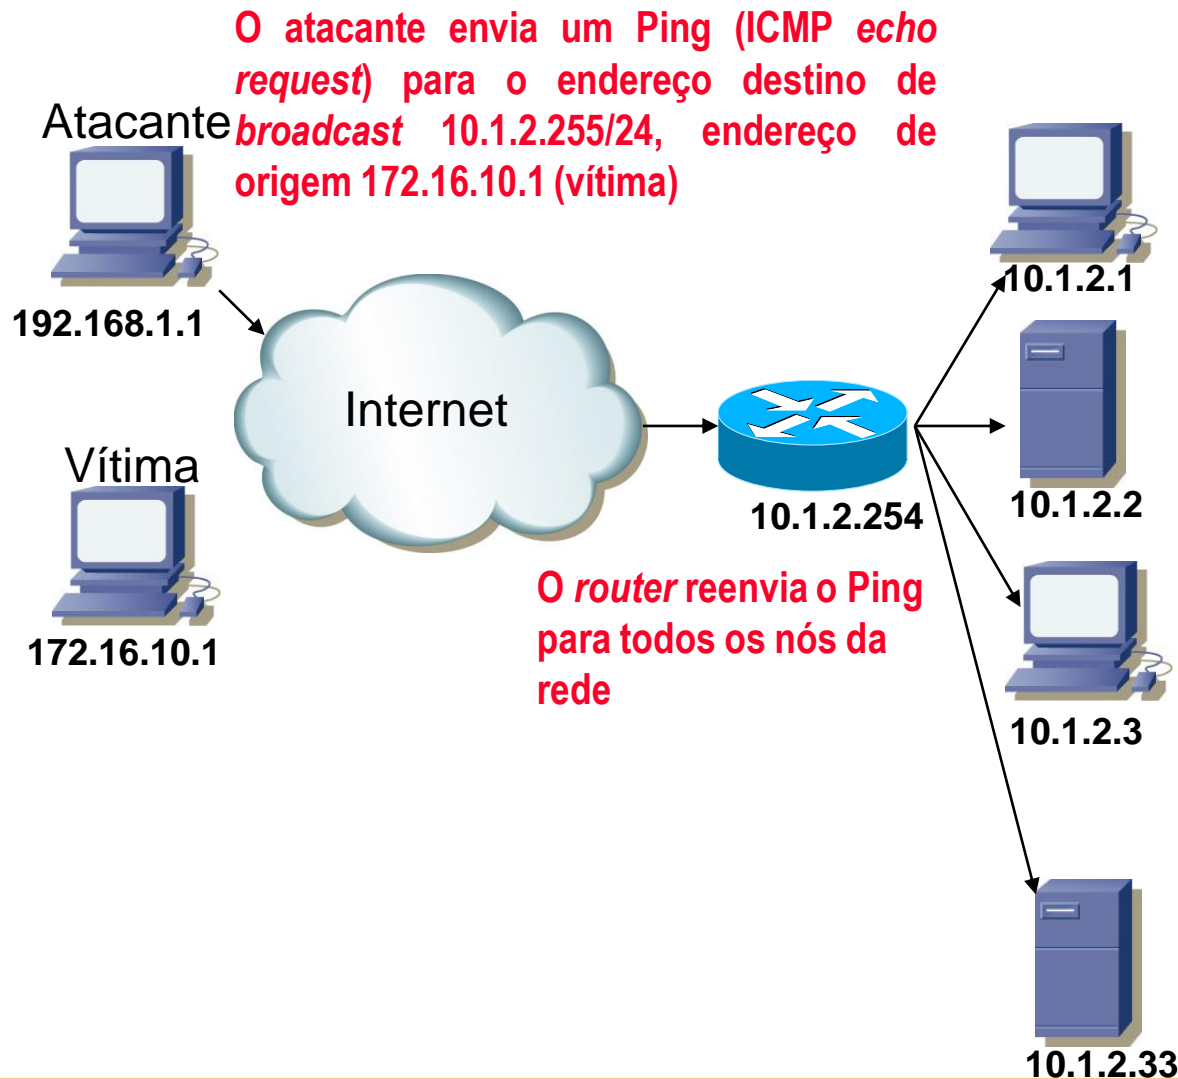 O atacante envia um Ping (ICMP echo
request) para o endereço destino de
broadcast 10.1.2.255/24, endereço de
origem 172.16.10.1 (vítima)
Atacante
192.168.1.1
Vítima
172.16.10.1
Internet
10.1.2.254
O router reenvia o Ping
para todos os nós da
rede
10.1.2.1
10.1.2.2
10.1.2.3
10.1.2.33